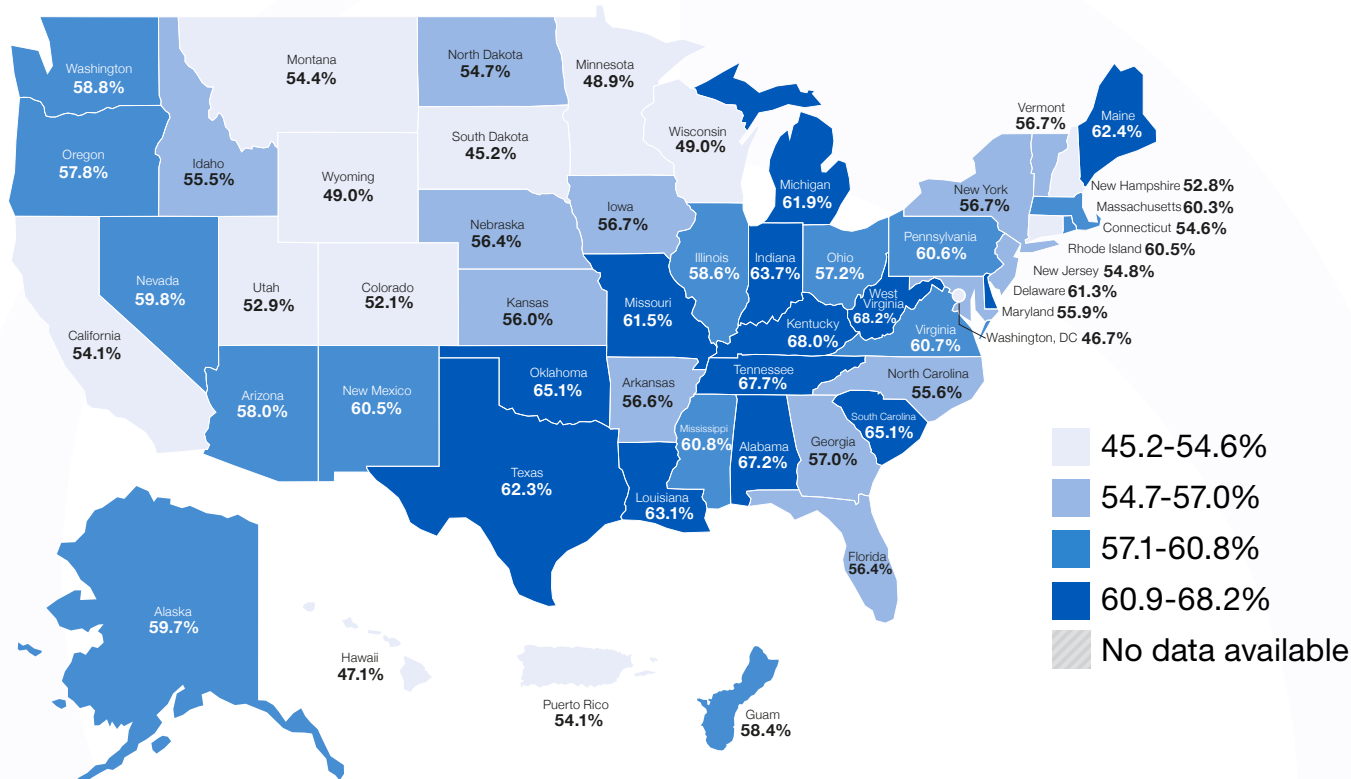 Washington
58.8%
Montana
54.4%
North Dakota
54.7%
Minnesota
48.9%
Oregon
57.8%
Idaho
55.5%
Wyoming
49.0%
South Dakota
45.2%
Wisconsin
49.0%
Michigan
61.9%
Vermont
56.7%
Maine
62.4%
New York
56.7%
New Hampshire 52.8%
Massachusetts 60.3%
Connecticut 54.6%
Rhode Island 60.5%
New Jersey 54.8%
Delaware 61.3%
Maryland 55.9%
Washington, DC 46.7%
Nebraska
56.4%
Iowa
56.7%
Pennsylvania
60.6%
Nevada
59.8%
Utah
52.9%
Colorado
52.1%
Kansas
56.0%
Missouri
61.5%
Illinois
58.6%
Indiana
63.7%
Ohio
57.2%
West
Virginia
68.2%
Virginia
60.7%
Kentucky
68.0%
California
54.1%
Arizona
58.0%
New Mexico
60.5%
Oklahoma
65.1%
Arkansas
56.6%
Tennessee
67.7%
North Carolina
55.6%
South Carolina
65.1%
Mississippi
60.8%
Alabama
67.2%
Georgia
57.0%
Texas
62.3%
Louisiana
63.1%
Florida
56.4%
Alaska
59.7%
Hawaii
47.1%
Puerto Rico
54.1%
Guam
58.4%
45.2-54.6%
54.7-57.0%
57.1-60.8%
60.9-68.2%
No data available